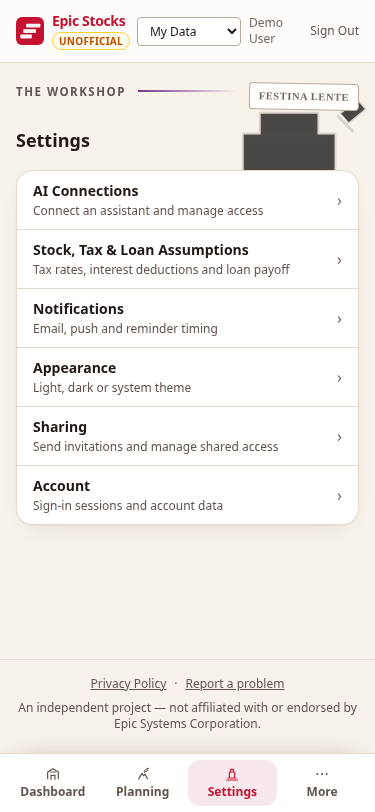 Epic Stocks
UNOFFICIAL
My Data
Demo
User
Sign Out
THE WORKSHOP
FESTINA LENTE
Settings
AI Connections
Connect an assistant and manage access
Stock, Tax & Loan Assumptions
Tax rates, interest deductions and loan payoff
Notifications
Email, push and reminder timing
Appearance
Light, dark or system theme
Sharing
Send invitations and manage shared access
Account
Sign-in sessions and account data
Privacy Policy · Report a problem
An independent project — not affiliated with or endorsed by
Epic Systems Corporation.
Dashboard
Planning
Settings
More